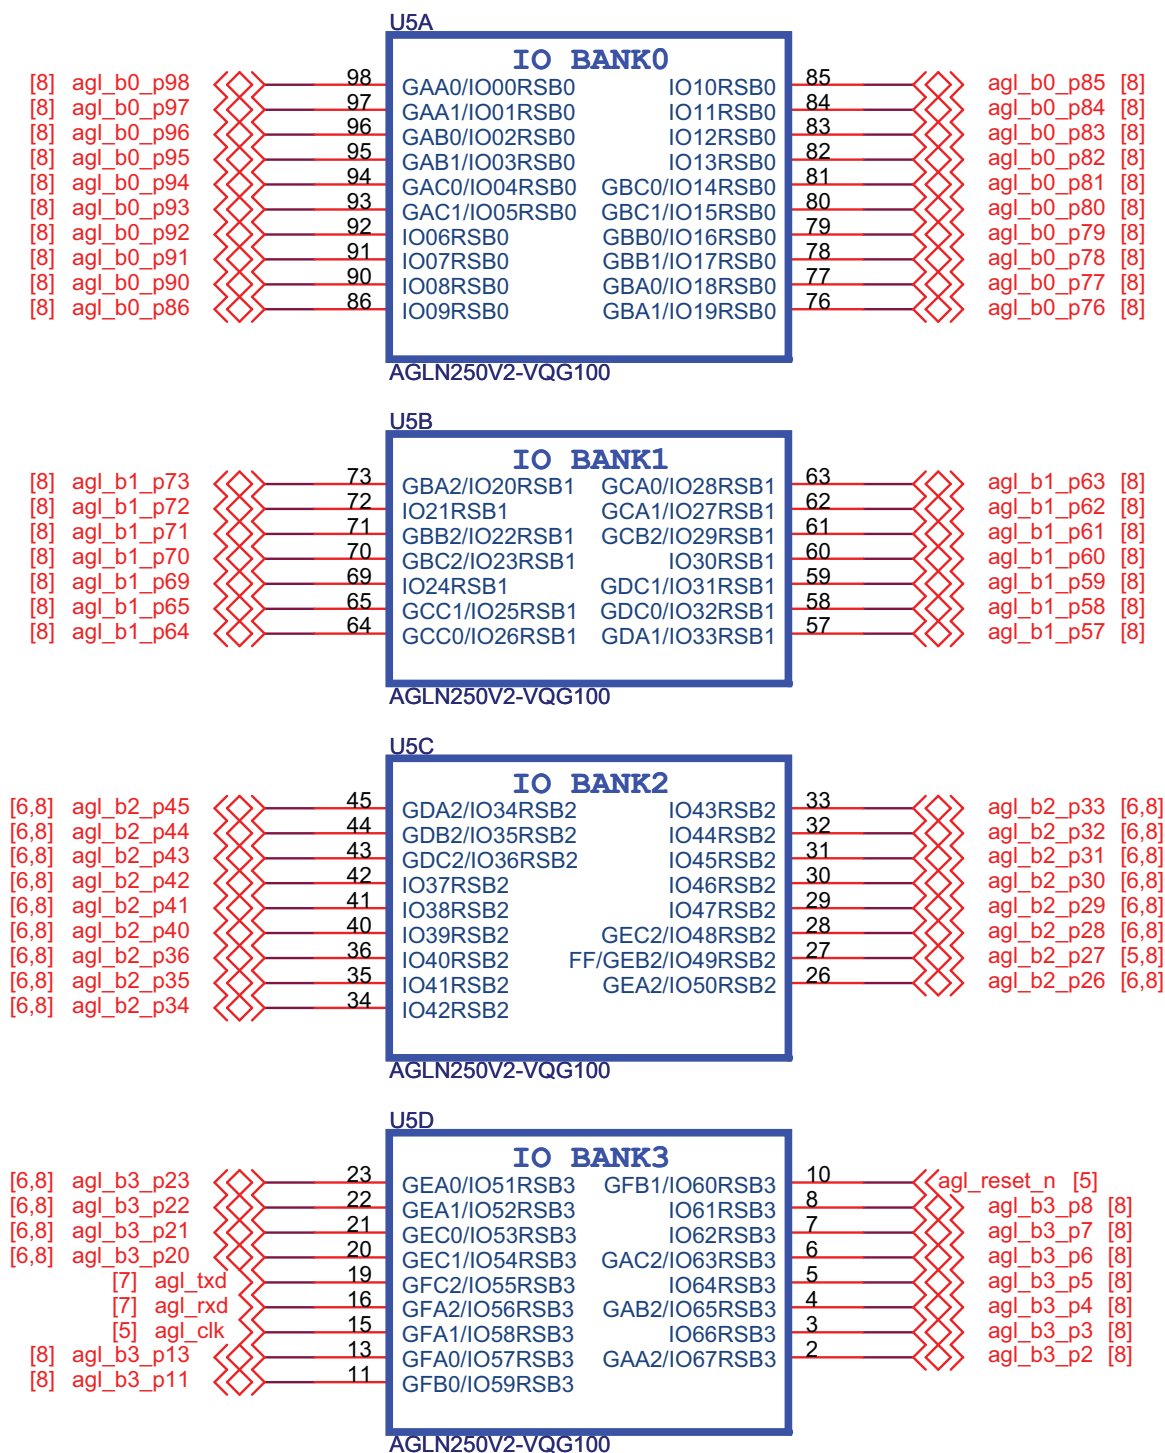 U5A
IO BANK0
[8] agl_b0_p98 98 GAA0/IO00RSB0 IO10RSB0 85 agl_b0_p85 [8]
[8] agl_b0_p97 97 GAA1/IO01RSB0 IO11RSB0 84 agl_b0_p84 [8]
[8] agl_b0_p96 96 GAB0/IO02RSB0 IO12RSB0 83 agl_b0_p83 [8]
[8] agl_b0_p95 95 GAB1/IO03RSB0 IO13RSB0 82 agl_b0_p82 [8]
[8] agl_b0_p94 94 GAC0/IO04RSB0 GBC0/IO14RSB0 81 agl_b0_p81 [8]
[8] agl_b0_p93 93 GAC1/IO05RSB0 GBC1/IO15RSB0 80 agl_b0_p80 [8]
[8] agl_b0_p92 92 IO06RSB0 GBB0/IO16RSB0 79 agl_b0_p79 [8]
[8] agl_b0_p91 91 IO07RSB0 GBB1/IO17RSB0 78 agl_b0_p78 [8]
[8] agl_b0_p90 90 IO08RSB0 GBA0/IO18RSB0 77 agl_b0_p77 [8]
[8] agl_b0_p86 86 IO09RSB0 GBA1/IO19RSB0 76 agl_b0_p76 [8]
AGLN250V2-VQG100
U5B
IO BANK1
[8] agl_b1_p73 73 GBA2/IO20RSB1 GCA0/IO28RSB1 63 agl_b1_p63 [8]
[8] agl_b1_p72 72 IO21RSB1 GCA1/IO27RSB1 62 agl_b1_p62 [8]
[8] agl_b1_p71 71 GBB2/IO22RSB1 GCB2/IO29RSB1 61 agl_b1_p61 [8]
[8] agl_b1_p70 70 GBC2/IO23RSB1 IO30RSB1 60 agl_b1_p60 [8]
[8] agl_b1_p69 69 IO24RSB1 GDC1/IO31RSB1 59 agl_b1_p59 [8]
[8] agl_b1_p65 65 GCC1/IO25RSB1 GDC0/IO32RSB1 58 agl_b1_p58 [8]
[8] agl_b1_p64 64 GCC0/IO26RSB1 GDA1/IO33RSB1 57 agl_b1_p57 [8]
AGLN250V2-VQG100
U5C
IO BANK2
[6,8] agl_b2_p45 45 GDA2/IO34RSB2 IO43RSB2 33 agl_b2_p33 [6,8]
[6,8] agl_b2_p44 44 GDB2/IO35RSB2 IO44RSB2 32 agl_b2_p32 [6,8]
[6,8] agl_b2_p43 43 GDC2/IO36RSB2 IO45RSB2 31 agl_b2_p31 [6,8]
[6,8] agl_b2_p42 42 IO37RSB2 IO46RSB2 30 agl_b2_p30 [6,8]
[6,8] agl_b2_p41 41 IO38RSB2 IO47RSB2 29 agl_b2_p29 [6,8]
[6,8] agl_b2_p40 40 IO39RSB2 GEC2/IO48RSB2 28 agl_b2_p28 [6,8]
[6,8] agl_b2_p36 36 IO40RSB2 FF/GEB2/IO49RSB2 27 agl_b2_p27 [5,8]
[6,8] agl_b2_p35 35 IO41RSB2 GEA2/IO50RSB2 26 agl_b2_p26 [6,8]
[6,8] agl_b2_p34 34 IO42RSB2
AGLN250V2-VQG100
U5D
IO BANK3
[6,8] agl_b3_p23 23 GEA0/IO51RSB3 GFB1/IO60RSB3 10 agl_reset_n [5]
[6,8] agl_b3_p22 22 GEA1/IO52RSB3 IO61RSB3 8 agl_b3_p8 [8]
[6,8] agl_b3_p21 21 GEC0/IO53RSB3 IO62RSB3 7 agl_b3_p7 [8]
[6,8] agl_b3_p20 20 GEC1/IO54RSB3 GAC2/IO63RSB3 6 agl_b3_p6 [8]
[7] agl_txd 19 GFC2/IO55RSB3 IO64RSB3 5 agl_b3_p5 [8]
[7] agl_rxd 16 GFA2/IO56RSB3 GAB2/IO65RSB3 4 agl_b3_p4 [8]
[5] agl_clk 15 GFA1/IO58RSB3 IO66RSB3 3 agl_b3_p3 [8]
[8] agl_b3_p13 13 GFA0/IO57RSB3 GAA2/IO67RSB3 2 agl_b3_p2 [8]
[8] agl_b3_p11 11 GFB0/IO59RSB3
AGLN250V2-VQG100